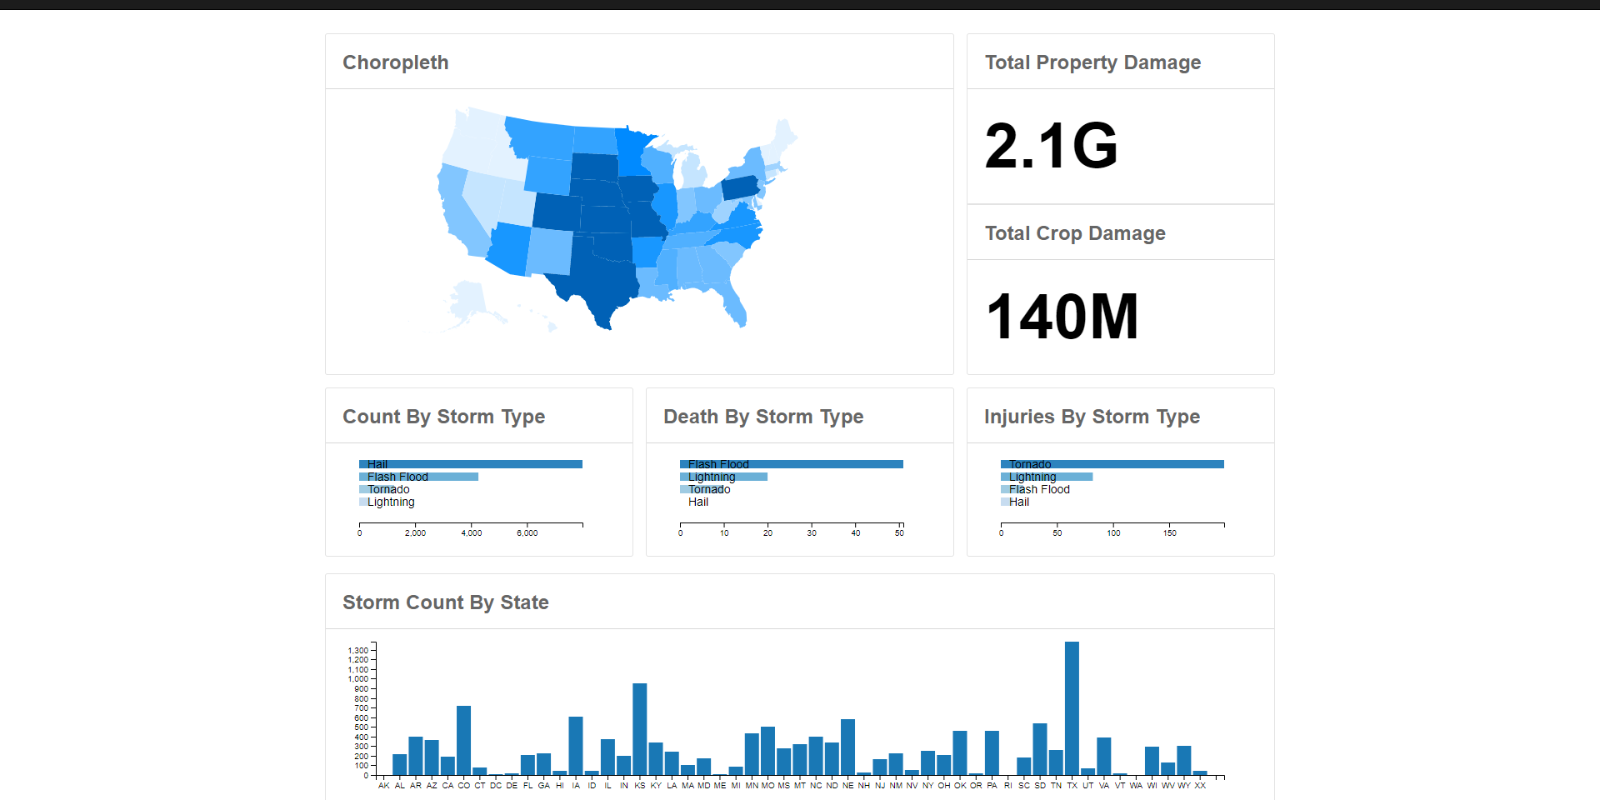 Choropleth
Total Property Damage
2.1G
Total Crop Damage
140M
Count By Storm Type
Hail
Flash Flood
Tornado
Lightning
0 2,000 4,000 6,000
Death By Storm Type
Flash Flood
Lightning
Tornado
Hail
0 10 20 30 40 50
Injuries By Storm Type
Tornado
Lightning
Flash Flood
Hail
0 50 100 150
Storm Count By State
1,300
1,200
1,100
1,000
900
800
700
600
500
400
300
200
100
0
AK AL AR AZ CA CO CT DC DE FL GA HI IA ID IL IN KS KY LA MA MD ME MI MN MO MS MT NC ND NE NH NJ NM NV NY OH OK OR PA RI SC SD TN TX UT VA VT WA WI WV WY XX